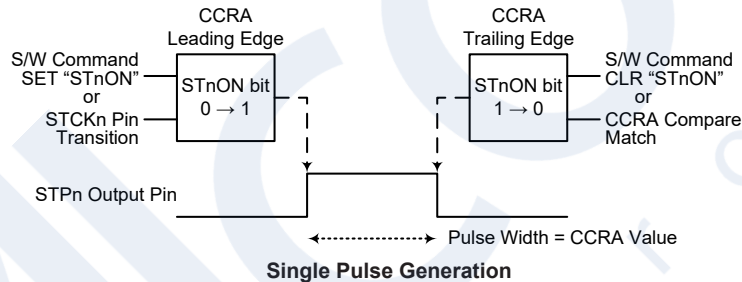 CCRA
Leading Edge
S/W Command
SET “STnON”
or
STCKn Pin
Transition
STnON bit
0 → 1
CCRA
Trailing Edge
STnON bit
1 → 0
S/W Command
CLR “STnON”
or
CCRA Compare
Match
STPn Output Pin
Pulse Width = CCRA Value
Single Pulse Generation